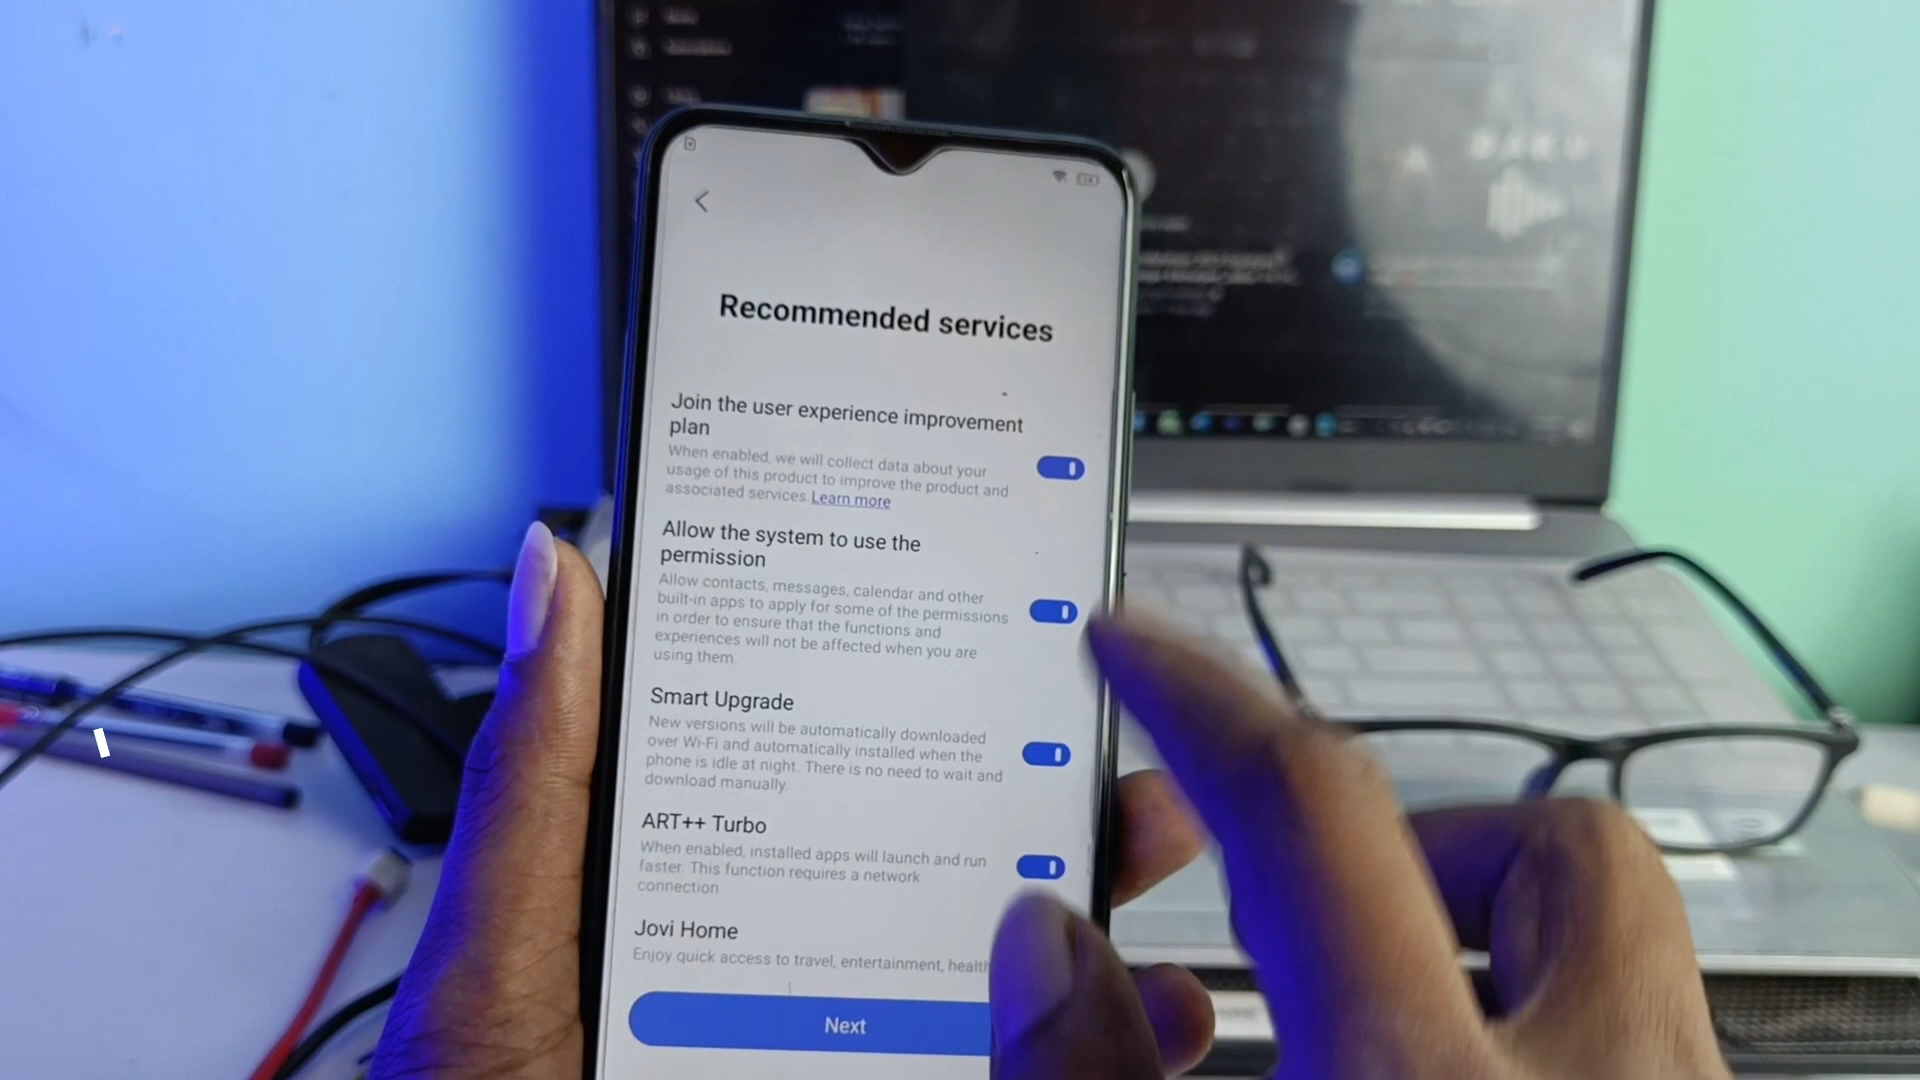 Recommended services
Join the user experience improvement
plan
When enabled, we will collect data about your
usage of this product to improve the product and
associated services Learn more
Allow the system to use the
permission
Allow contacts, messages, calendar and other
built-in apps to apply for some of the permissions
in order to ensure that the functions and
experiences will not be affected when you are
using them.
Smart Upgrade
New versions will be automatically downloaded
over Wi-Fi and automatically installed when the
phone is idle at night. There is no need to wait and
download manually.
ART++ Turbo
When enabled, installed apps will launch and run
faster. This function requires a network
connection.
Jovi Home
Enjoy quick access to travel, entertainment, health
Next